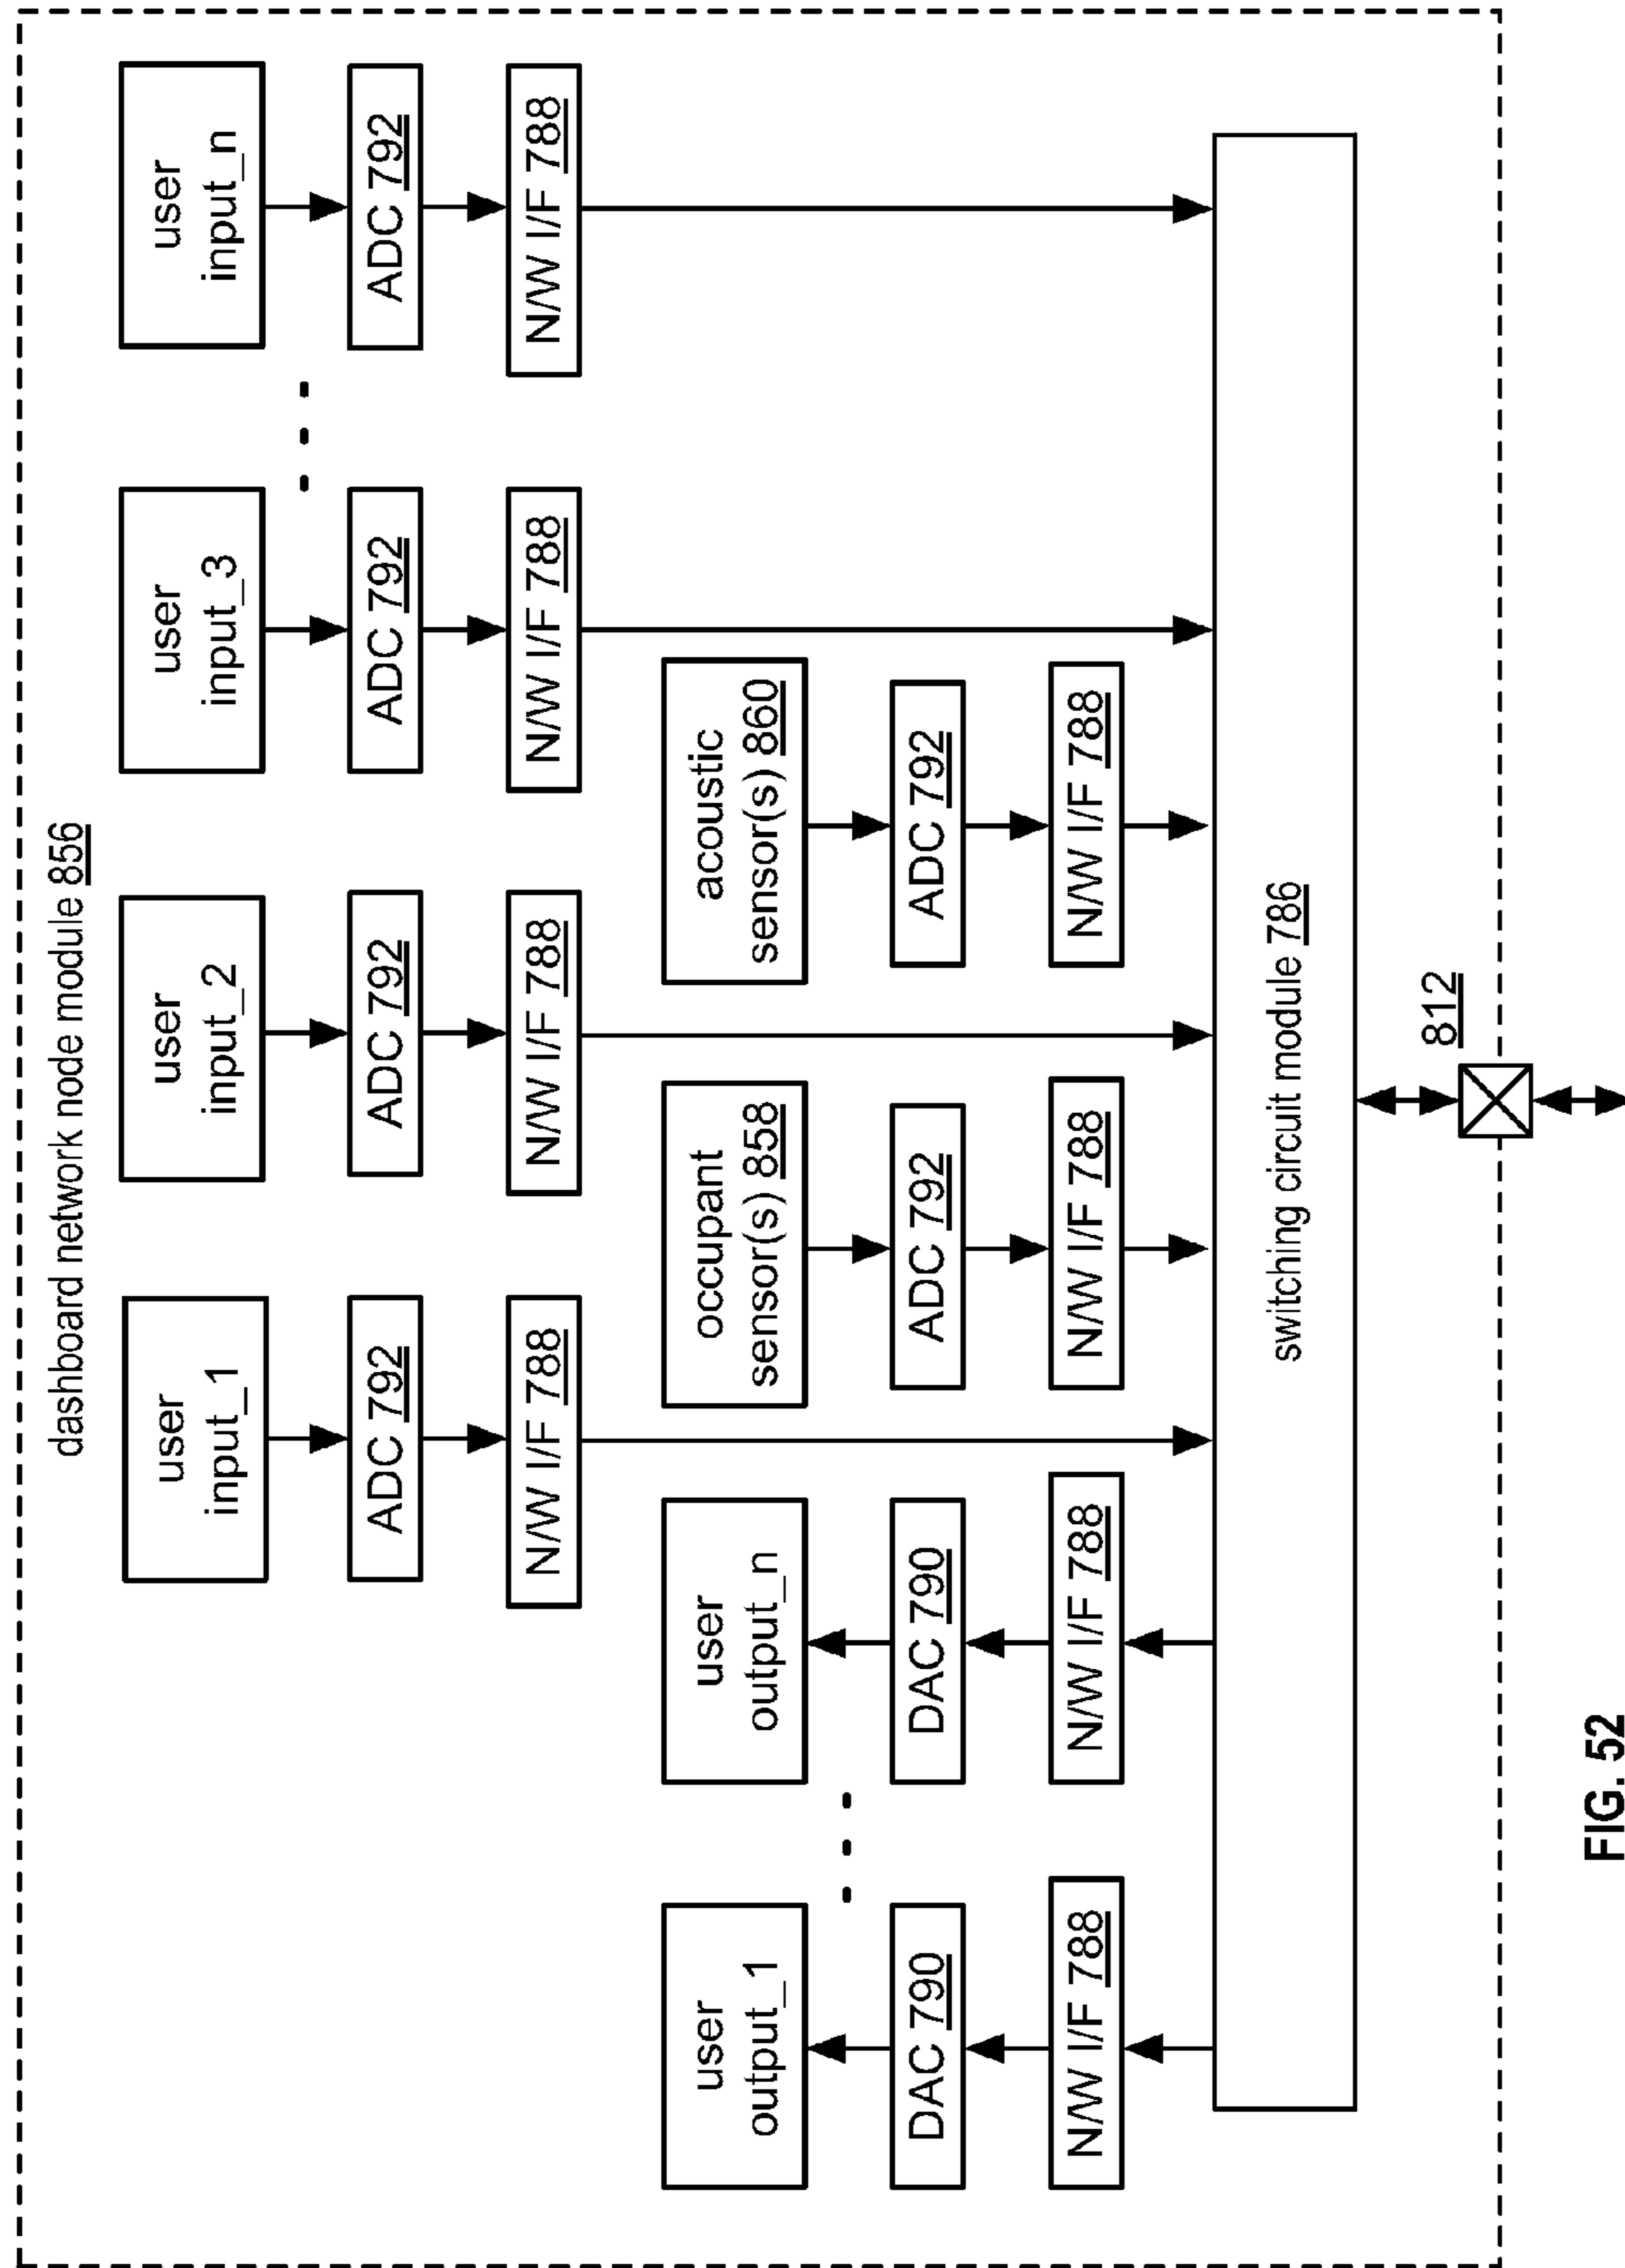 dashboard network node module 856
user
input_1
user
input_2
user
input_3
user
input_n
ADC 792
ADC 792
ADC 792
ADC 792
N/W I/F 788
N/W I/F 788
N/W I/F 788
N/W I/F 788
user
output_1
user
output_n
occupant
sensor(s) 858
acoustic
sensor(s) 860
DAC 790
DAC 790
ADC 792
ADC 792
N/W I/F 788
N/W I/F 788
N/W I/F 788
N/W I/F 788
switching circuit module 786
812
FIG. 52